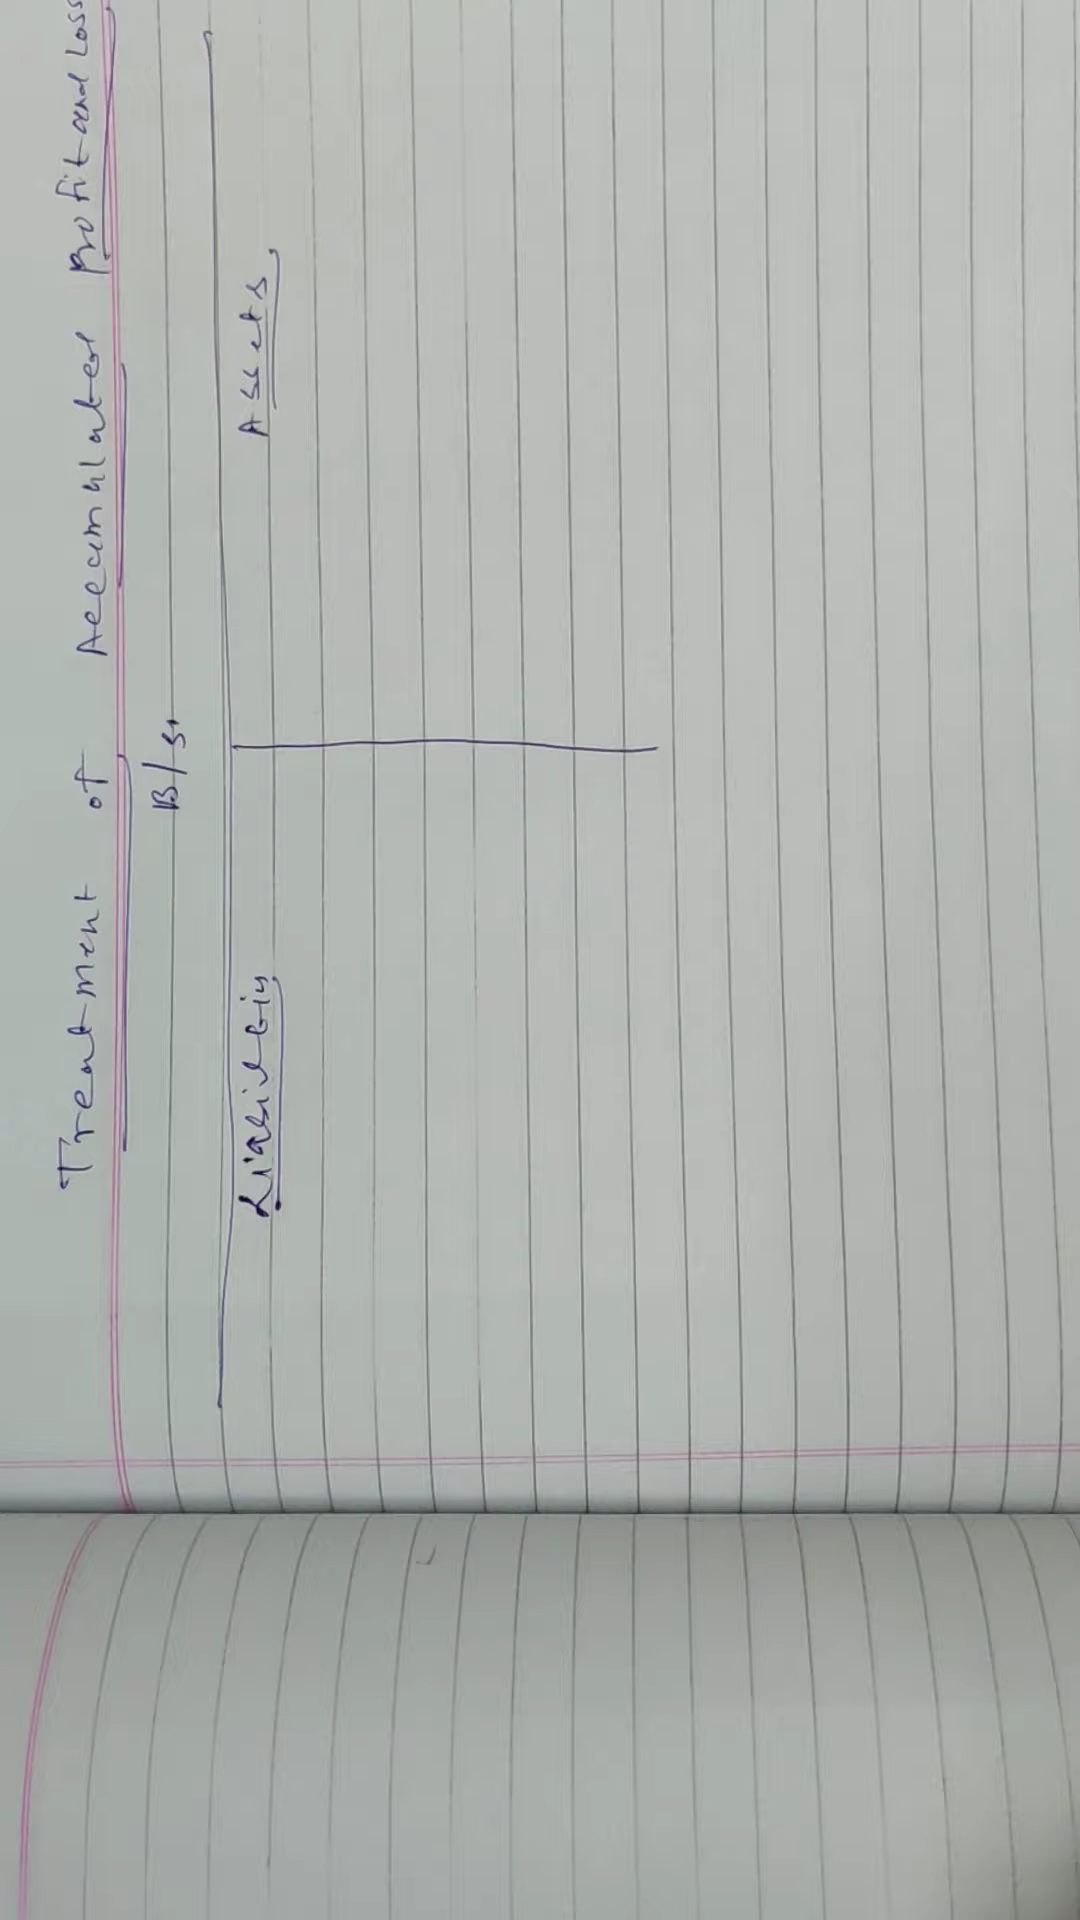 Treatment of Accumulated Profit and Loss
B/S
Liabilities Assets